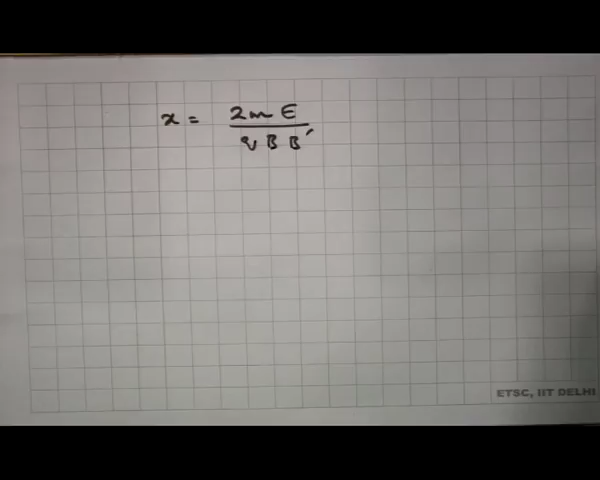 x = 2mE / qBB′
ETSC, IIT DELHI